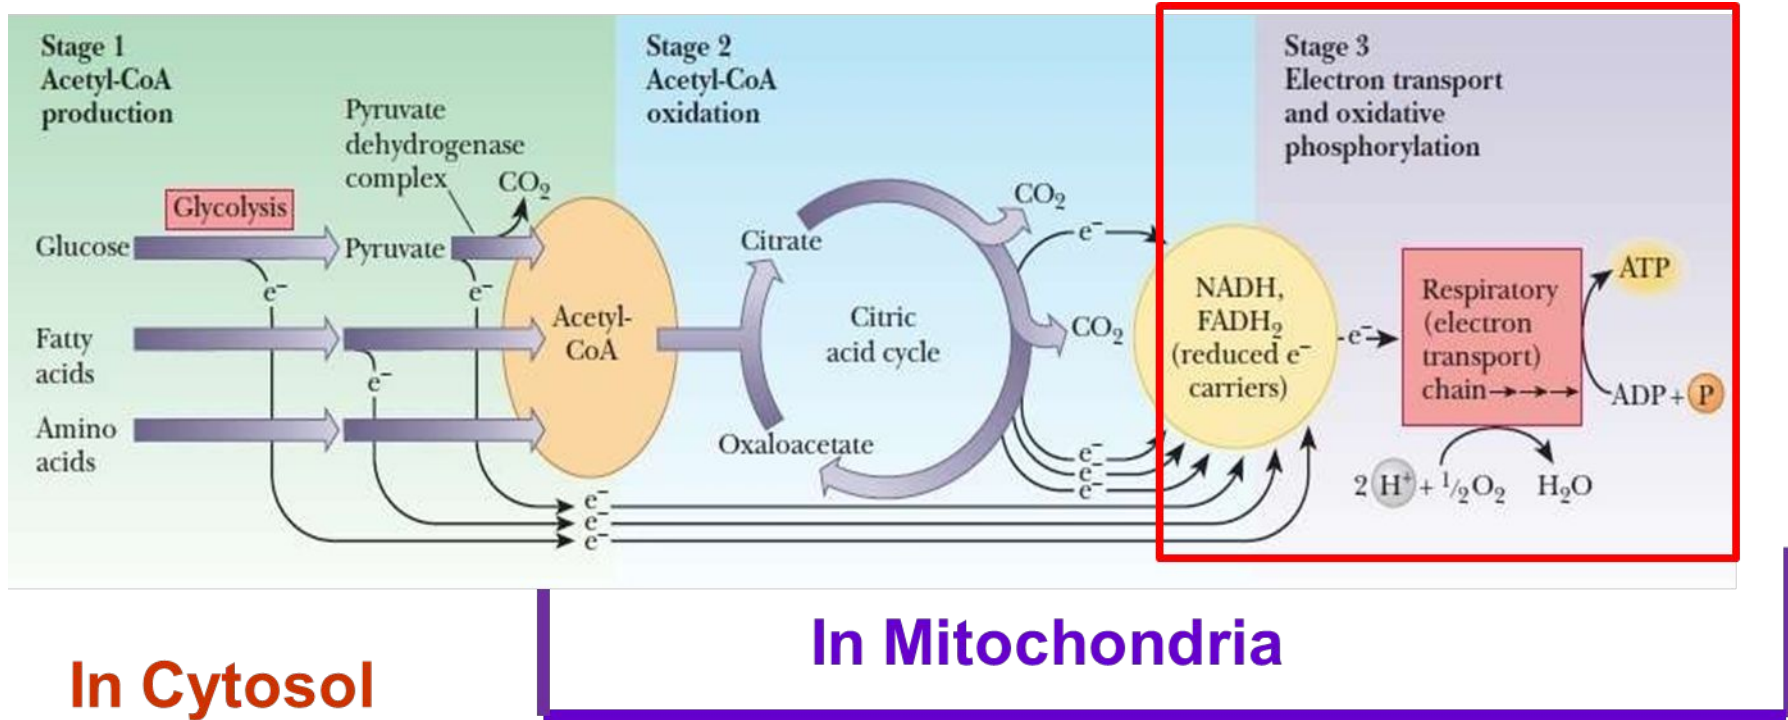 Stage 1
Acetyl-CoA
production
Pyruvate
dehydrogenase
complex
CO₂
Glycolysis
Glucose
Pyruvate
e⁻
e⁻
Fatty
acids
e⁻
Amino
acids
Acetyl-
CoA
e⁻
e⁻
e⁻
Stage 2
Acetyl-CoA
oxidation
Citrate
Citric
acid cycle
Oxaloacetate
CO₂
e⁻
CO₂
e⁻
e⁻
e⁻
Stage 3
Electron transport
and oxidative
phosphorylation
NADH,
FADH₂
(reduced e⁻
carriers)
e⁻
Respiratory
(electron
transport)
chain
ATP
ADP + P
2 H⁺ + ½O₂ H₂O
In Cytosol
In Mitochondria